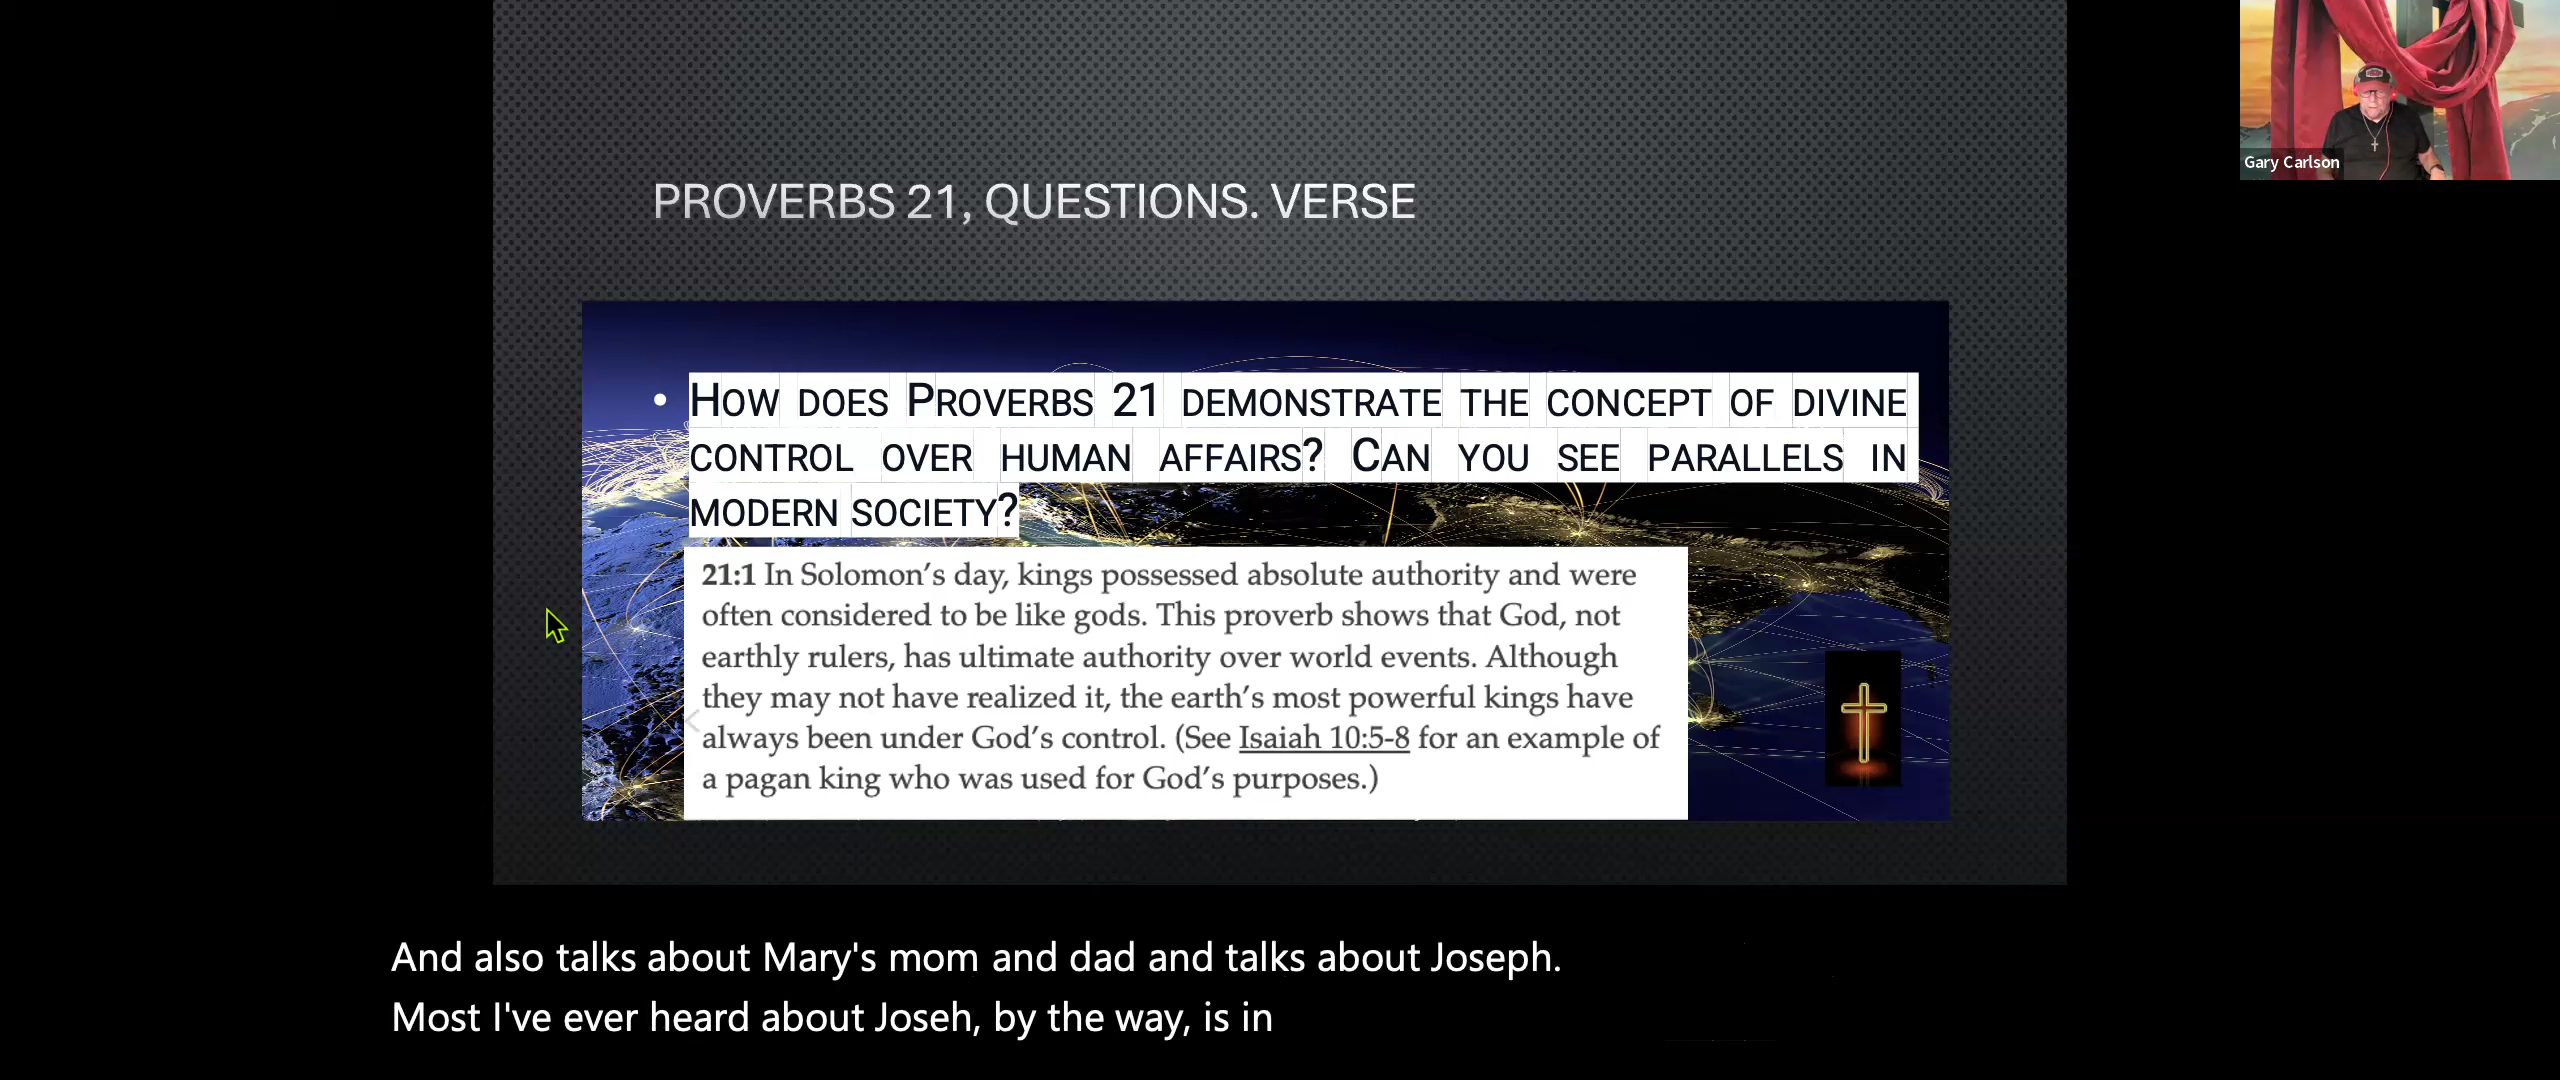 PROVERBS 21, QUESTIONS. VERSE
Gary Carlson
• HOW DOES PROVERBS 21 DEMONSTRATE THE CONCEPT OF DIVINE
CONTROL OVER HUMAN AFFAIRS? CAN YOU SEE PARALLELS IN
MODERN SOCIETY?
21:1 In Solomon's day, kings possessed absolute authority and were
often considered to be like gods. This proverb shows that God, not
earthly rulers, has ultimate authority over world events. Although
they may not have realized it, the earth's most powerful kings have
always been under God's control. (See Isaiah 10:5-8 for an example of
a pagan king who was used for God's purposes.)
And also talks about Mary's mom and dad and talks about Joseph.
Most I've ever heard about Joseh, by the way, is in